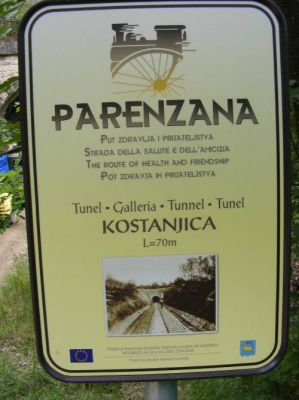 PARENZANA
PUT ZDRAVLJA I PRIJATELJSTVA
STRADA DELLA SALUTE E DELL'AMICIZIA
THE ROUTE OF HEALTH AND FRIENDSHIP
POT ZDRAVJA IN PRIJATELJSTVA
Tunel • Galleria • Tunnel • Tunel
KOSTANJICA
L=70m